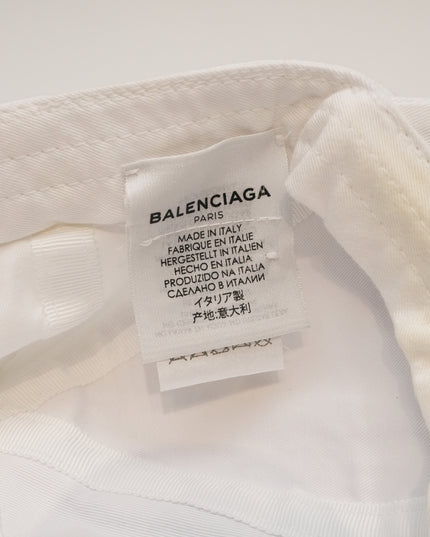 BALENCIAGA
PARIS
MADE IN ITALY
FABRIQUE EN ITALIE
HERGESTELLT IN ITALIEN
HECHO EN ITALIA
PRODUZIDO NA ITALIA
СДЕЛАНО В ИТАЛИИ
イタリア製
产地:意大利